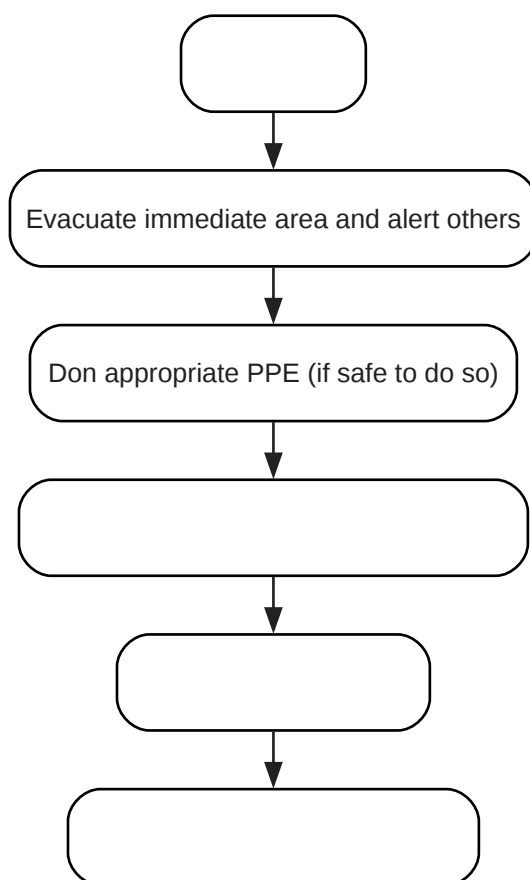 Evacuate immediate area and alert others
Don appropriate PPE (if safe to do so)